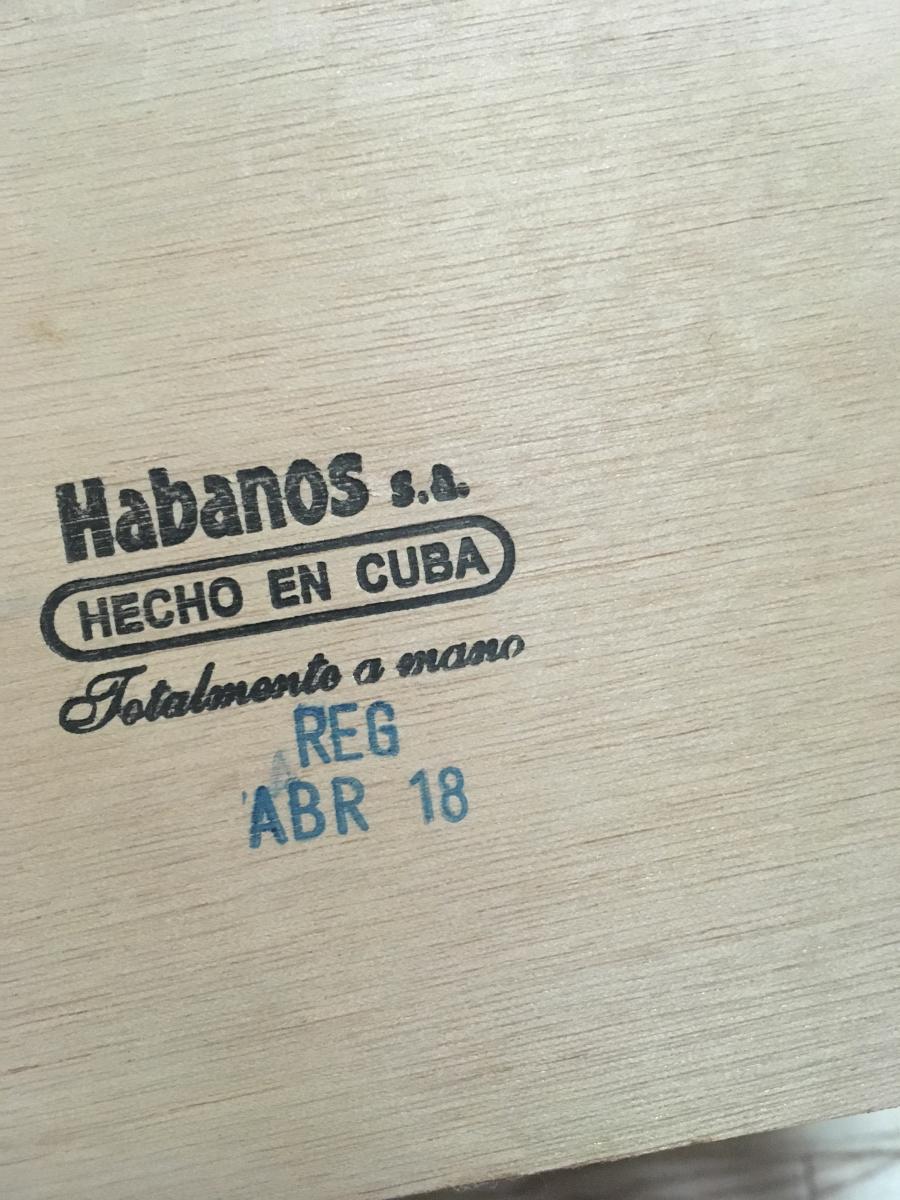 Habanos s.a.
HECHO EN CUBA
Totalmente a mano
REG
ABR 18